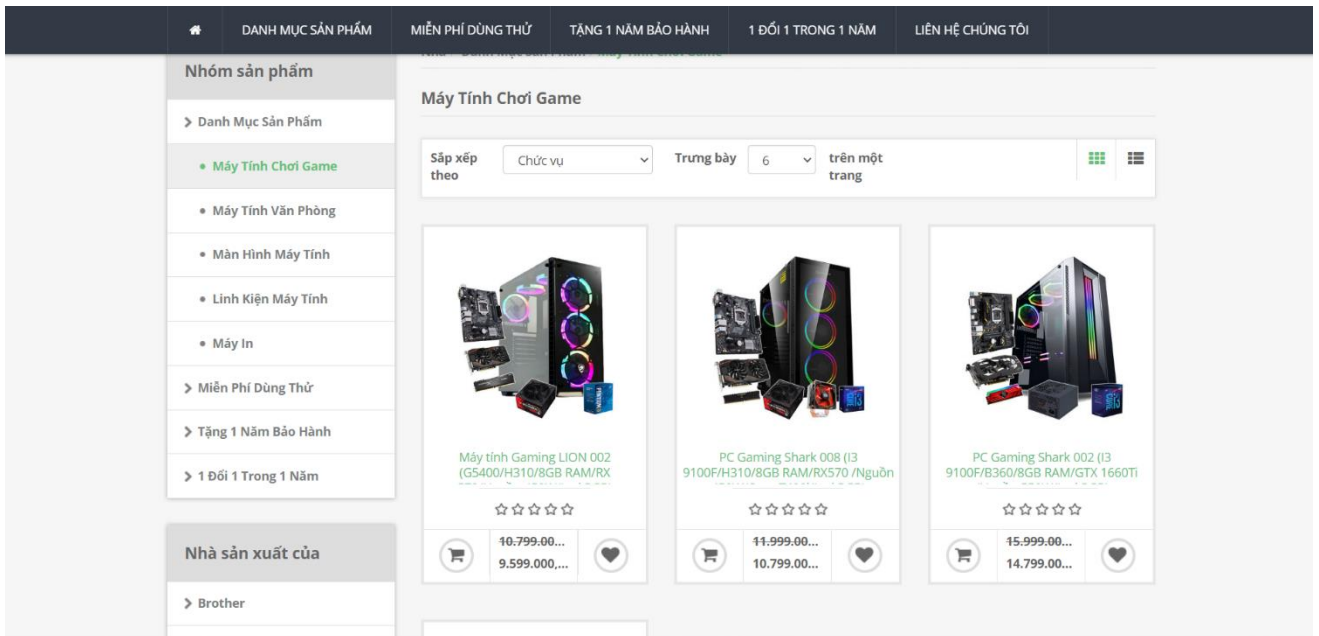 DANH MỤC SẢN PHẨM MIỄN PHÍ DÙNG THỬ TẶNG 1 NĂM BẢO HÀNH 1 ĐỔI 1 TRONG 1 NĂM LIÊN HỆ CHÚNG TÔI
Nhóm sản phẩm
Danh Mục Sản Phẩm
Máy Tính Chơi Game
Máy Tính Văn Phòng
Màn Hình Máy Tính
Linh Kiện Máy Tính
Máy In
Miễn Phí Dùng Thử
Tặng 1 Năm Bảo Hành
1 Đổi 1 Trong 1 Năm
Nhà sản xuất của
Brother
Máy Tính Chơi Game
Sắp xếp
theo
Chức vụ
Trưng bày
6
trên một
trang
Máy tính Gaming LION 002
(G5400/H310/8GB RAM/RX
10.799.00...
9.599.000,...
PC Gaming Shark 008 (I3
9100F/H310/8GB RAM/RX570 /Nguồn
11.999.00...
10.799.00...
PC Gaming Shark 002 (I3
9100F/B360/8GB RAM/GTX 1660Ti
15.999.00...
14.799.00...